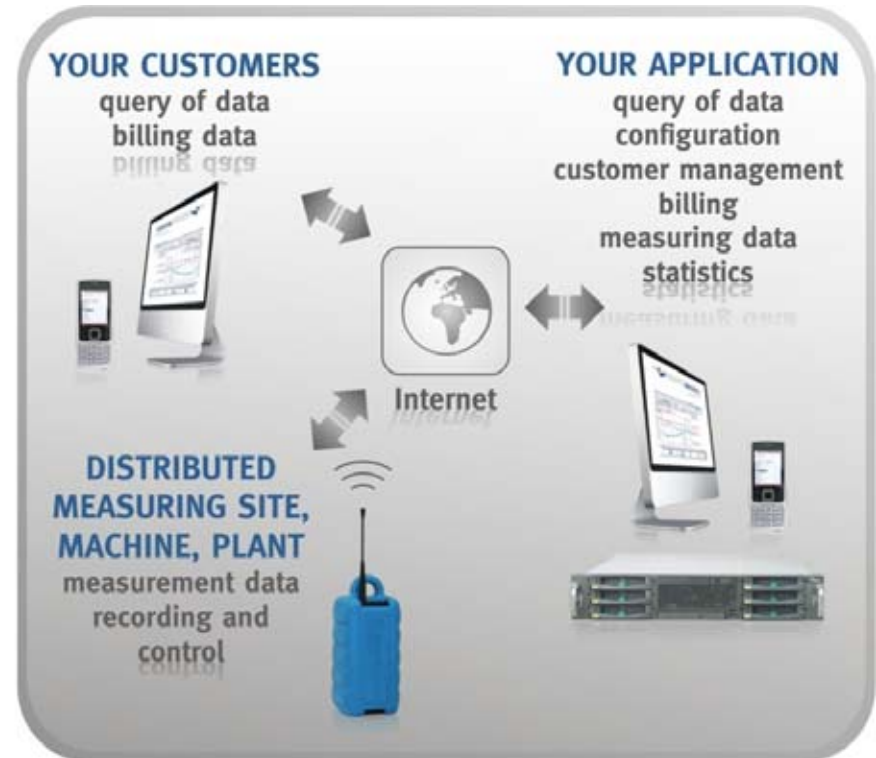 YOUR CUSTOMERS
query of data
billing data
YOUR APPLICATION
query of data
configuration
customer management
billing
measuring data
statistics
Internet
DISTRIBUTED
MEASURING SITE,
MACHINE, PLANT
measurement data
recording and
control